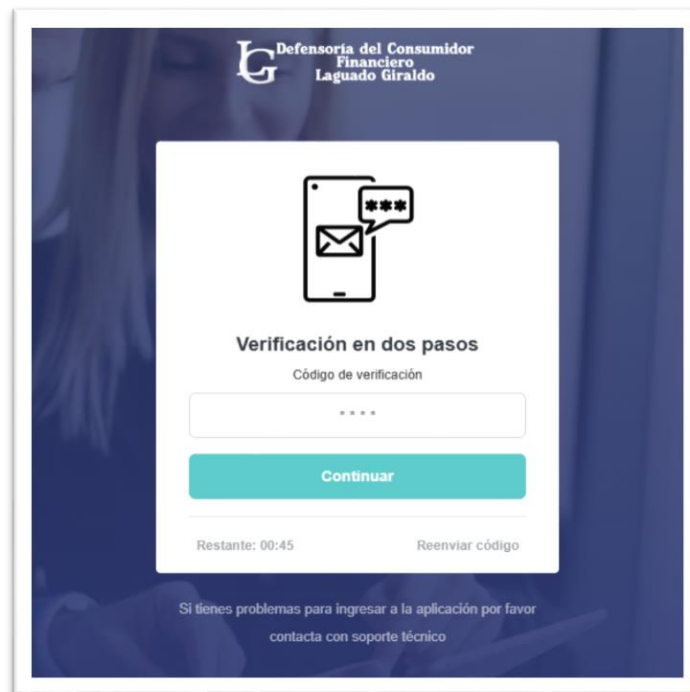 LG
Defensoría del Consumidor
Financiero
Laguado Giraldo
***
Verificación en dos pasos
Código de verificación
* * * *
Continuar
Restante: 00:45
Reenviar código
Si tienes problemas para ingresar a la aplicación por favor
contacta con soporte técnico